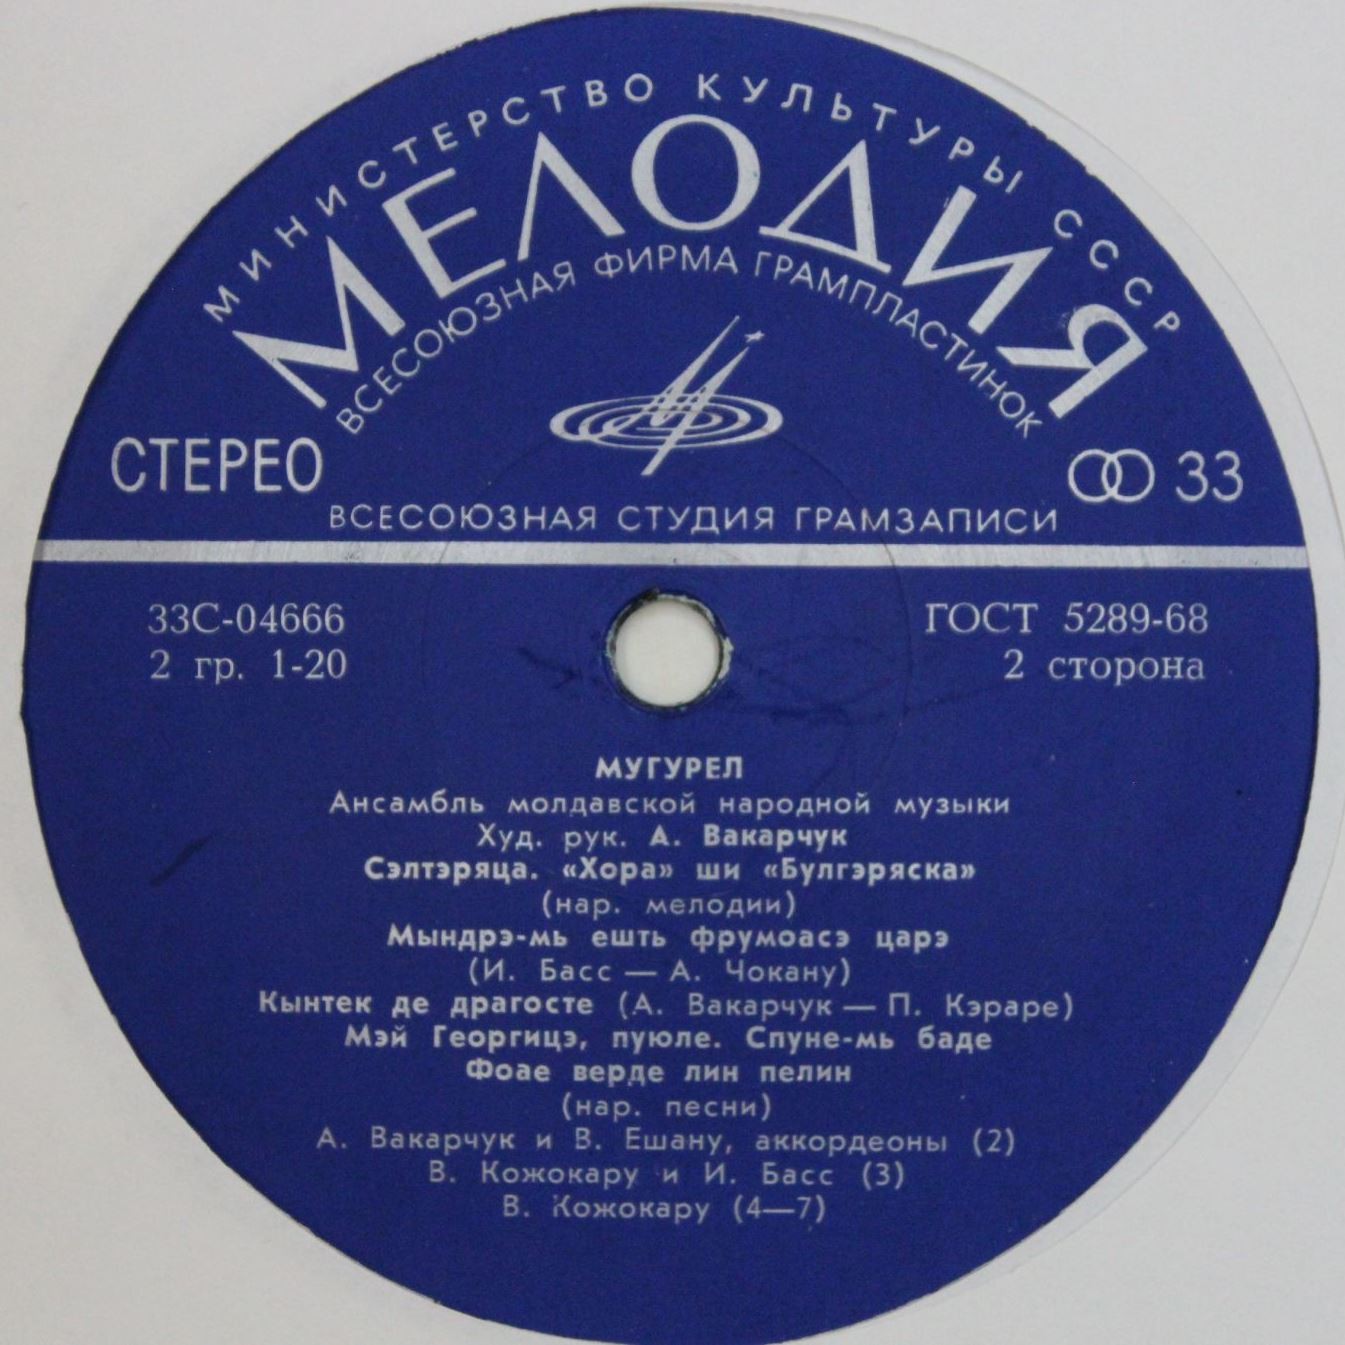 МИНИСТЕРСТВО КУЛЬТУРЫ СССР
МЕЛОДИЯ
ВСЕСОЮЗНАЯ ФИРМА ГРАМПЛАСТИНОК
СТЕРЕО
33
ВСЕСОЮЗНАЯ СТУДИЯ ГРАМЗАПИСИ
33С-04666
ГОСТ 5289-68
2 гр. 1-20
2 сторона
МУГУРЕЛ
Ансамбль молдавской народной музыки
Худ. рук. А. Вакарчук
Сэлтэряца. «Хора» ши «Булгэряска»
(нар. мелодии)
Мындрэ-мь ешть фрумоасэ царэ
(И. Басс — А. Чокану)
Кынтек де драгосте (А. Вакарчук — П. Кэраре)
Мэй Георгицэ, пуюле. Спуне-мь баде
Фоае верде лин пелин
(нар. песни)
А. Вакарчук и В. Ешану, аккордеоны (2)
В. Кожокару и И. Басс (3)
В. Кожокару (4—7)